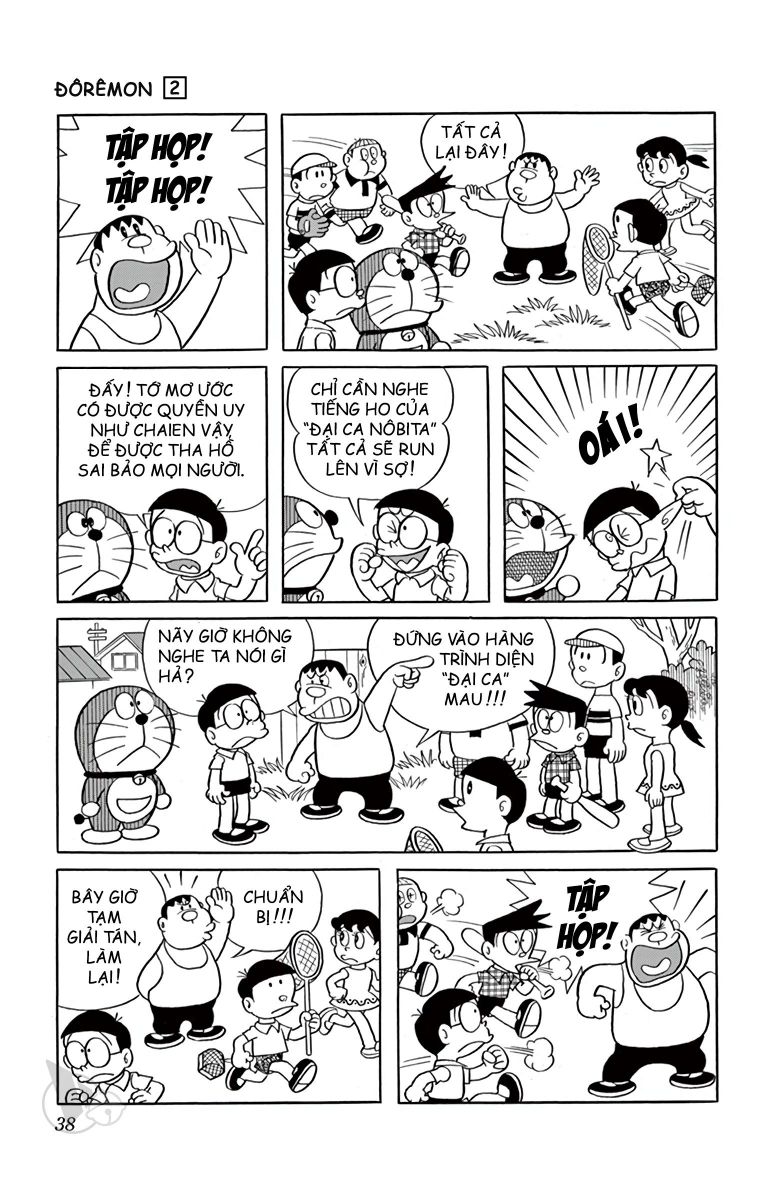 ĐÔRÊMON 2
TẬP HỌP!
TẬP HỌP!
TẤT CẢ
LẠI ĐÂY!
ĐẤY! TỚ MƠ ƯỚC
CÓ ĐƯỢC QUYỀN UY
NHƯ CHAIEN VẬY,
ĐỂ ĐƯỢC THA HỒ
SAI BẢO MỌI NGƯỜI.
CHỈ CẦN NGHE
TIẾNG HO CỦA
"ĐẠI CA NÔBITA"
TẤT CẢ SẼ RUN
LÊN VÌ SỢ!
OÁI!
NÃY GIỜ KHÔNG
NGHE TA NÓI GÌ
HẢ?
ĐỨNG VÀO HÀNG
TRÌNH DIỆN
"ĐẠI CA"
MAU!!!
BÂY GIỜ
TẠM
GIẢI TÁN,
LÀM
LẠI!
CHUẨN
BỊ!!!
TẬP
HỌP!
38